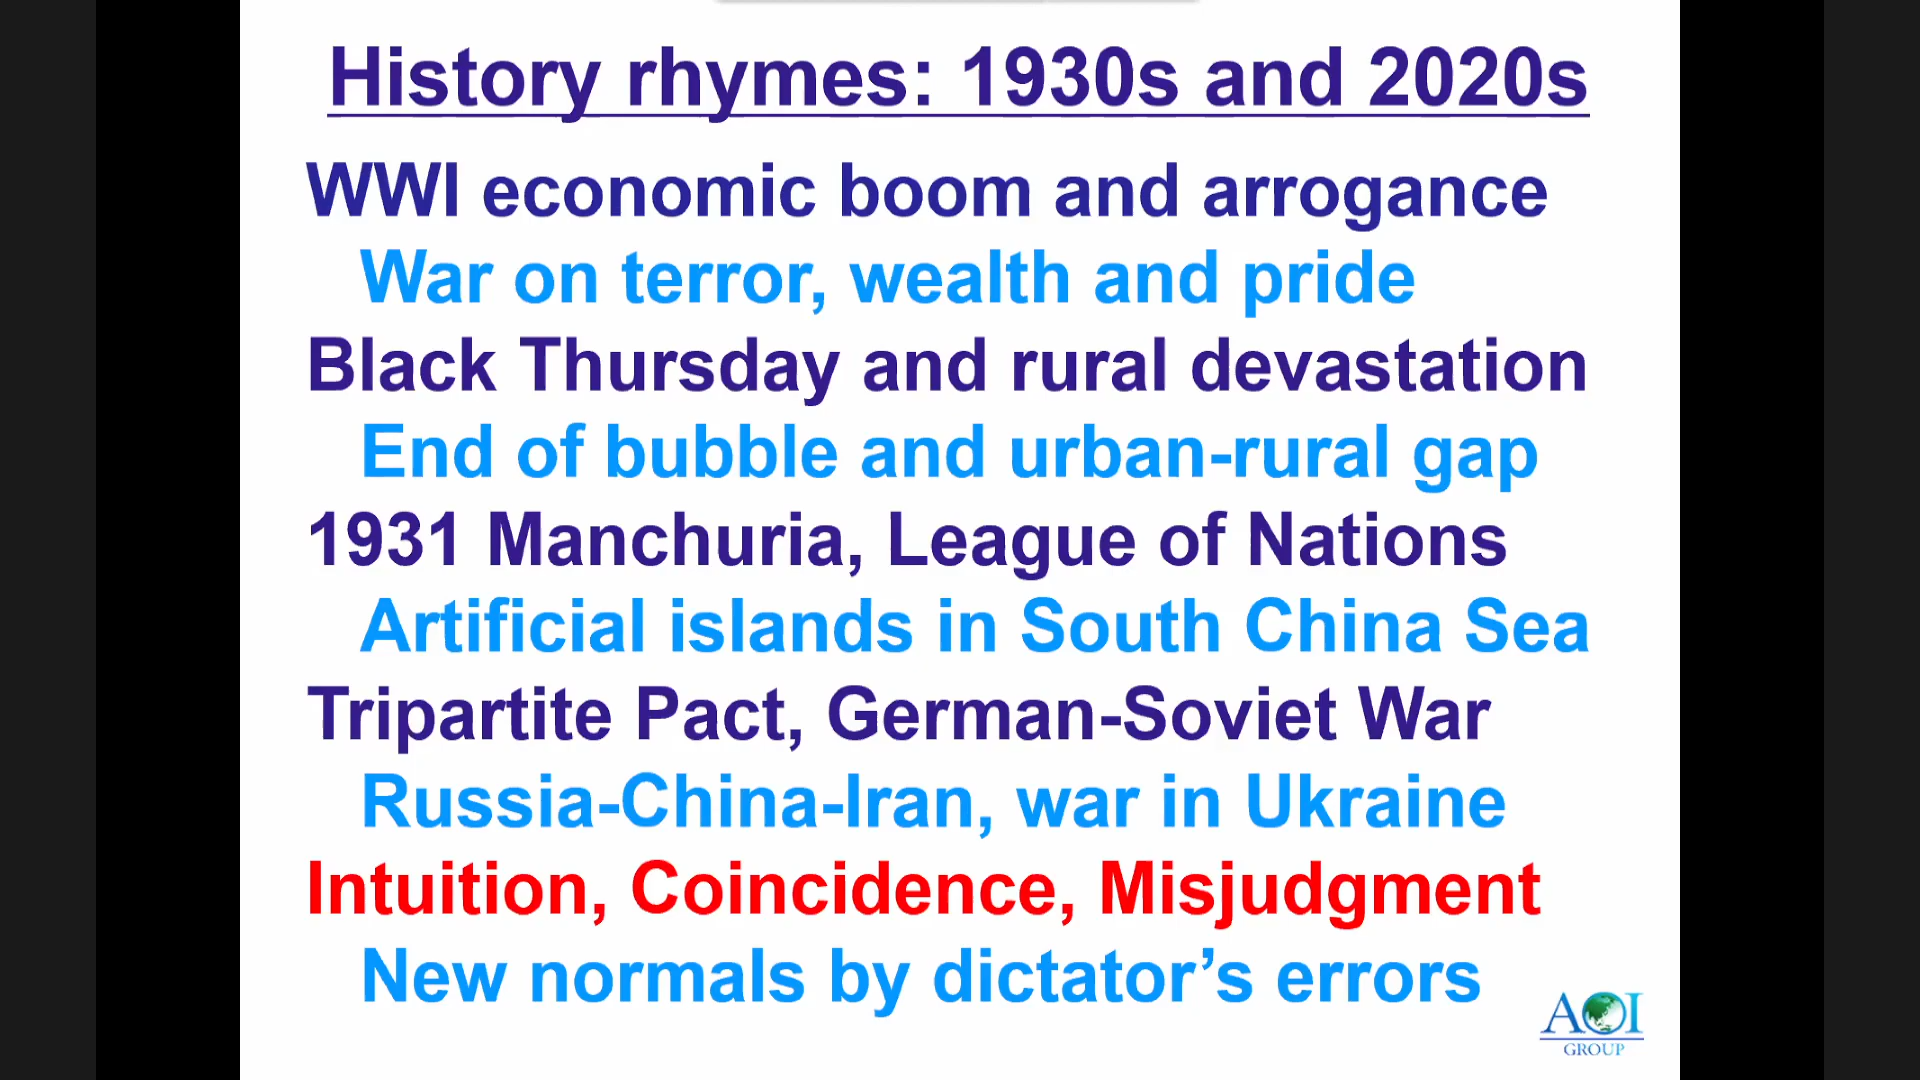 History rhymes: 1930s and 2020s
WWI economic boom and arrogance
War on terror, wealth and pride
Black Thursday and rural devastation
End of bubble and urban-rural gap
1931 Manchuria, League of Nations
Artificial islands in South China Sea
Tripartite Pact, German-Soviet War
Russia-China-Iran, war in Ukraine
Intuition, Coincidence, Misjudgment
New normals by dictator’s errors
AOI
GROUP